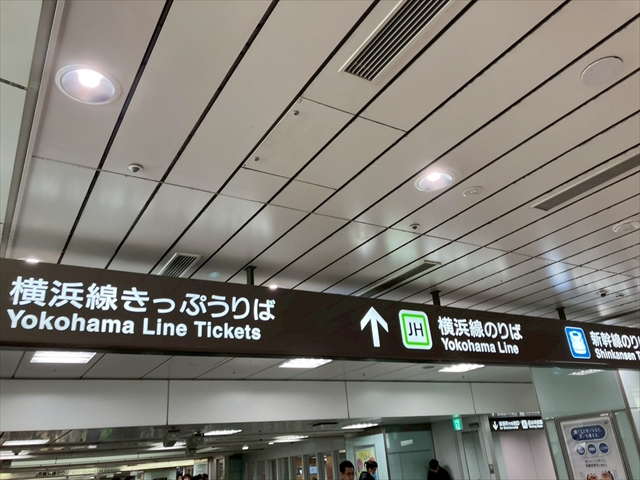 横浜線きっぷうりば
Yokohama Line Tickets
JH
横浜線のりば
Yokohama Line
新幹線のり
Shinkansen T